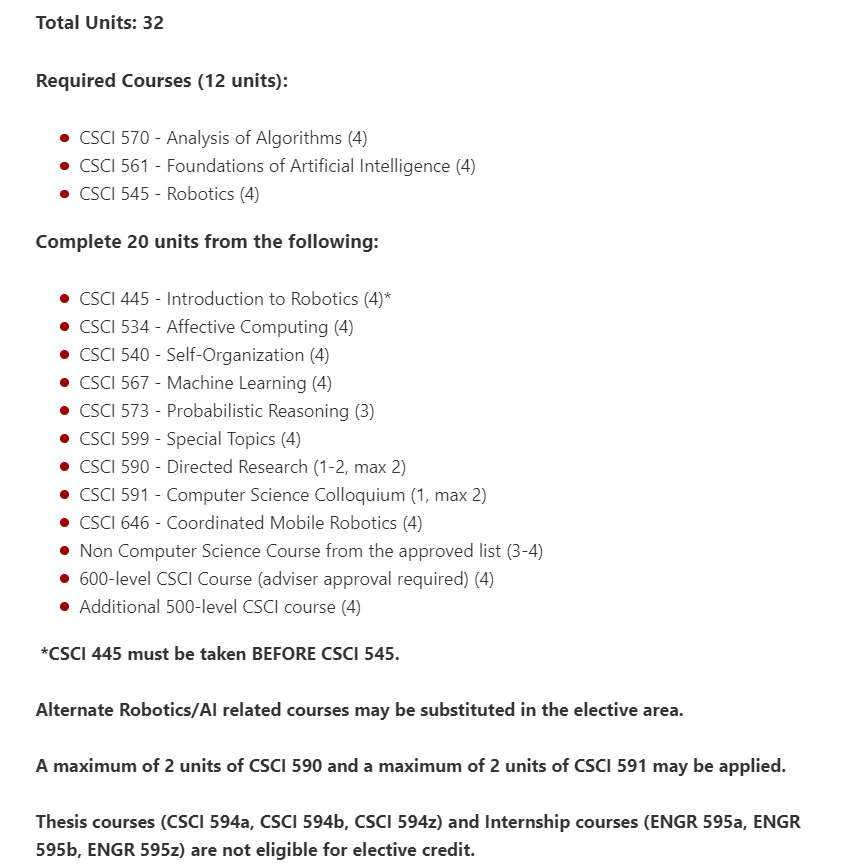 Total Units: 32
Required Courses (12 units):
CSCI 570 - Analysis of Algorithms (4)
CSCI 561 - Foundations of Artificial Intelligence (4)
CSCI 545 - Robotics (4)
Complete 20 units from the following:
CSCI 445 - Introduction to Robotics (4)*
CSCI 534 - Affective Computing (4)
CSCI 540 - Self-Organization (4)
CSCI 567 - Machine Learning (4)
CSCI 573 - Probabilistic Reasoning (3)
CSCI 599 - Special Topics (4)
CSCI 590 - Directed Research (1-2, max 2)
CSCI 591 - Computer Science Colloquium (1, max 2)
CSCI 646 - Coordinated Mobile Robotics (4)
Non Computer Science Course from the approved list (3-4)
600-level CSCI Course (adviser approval required) (4)
Additional 500-level CSCI course (4)
*CSCI 445 must be taken BEFORE CSCI 545.
Alternate Robotics/AI related courses may be substituted in the elective area.
A maximum of 2 units of CSCI 590 and a maximum of 2 units of CSCI 591 may be applied.
Thesis courses (CSCI 594a, CSCI 594b, CSCI 594z) and Internship courses (ENGR 595a, ENGR
595b, ENGR 595z) are not eligible for elective credit.